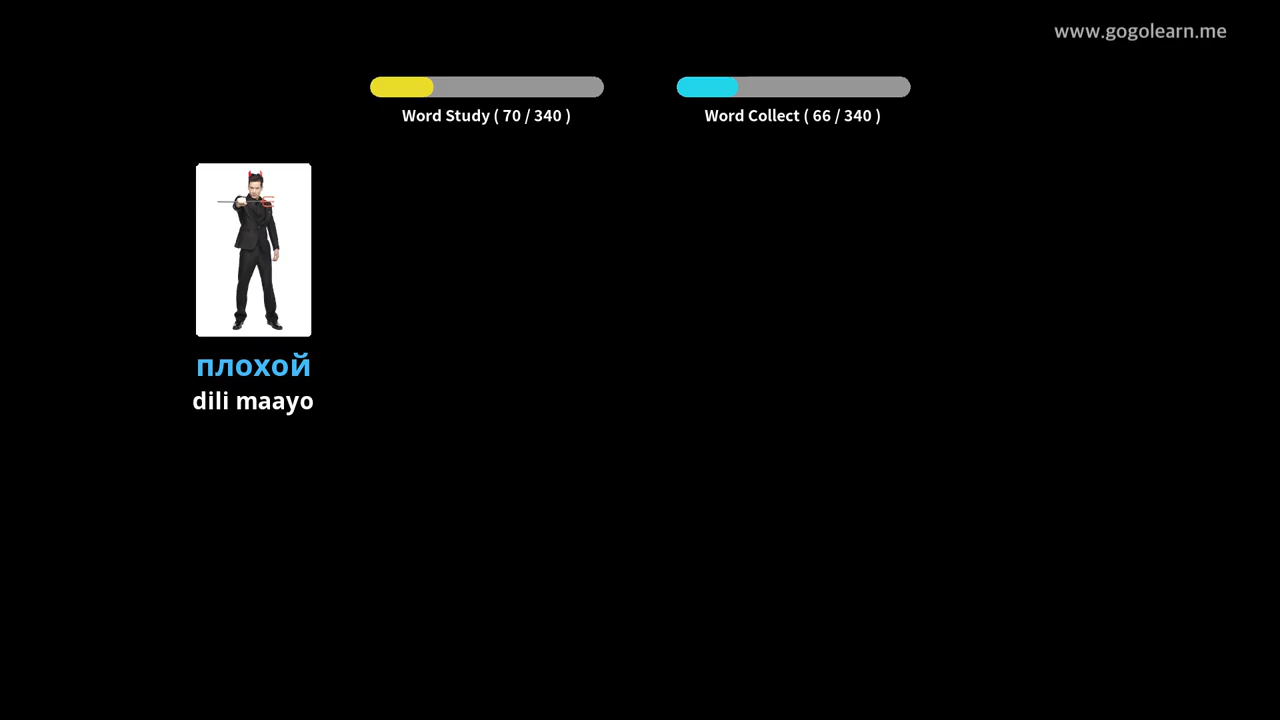 www.gogolearn.me
Word Study ( 70 / 340 )
Word Collect ( 66 / 340 )
плохой
dili maayo